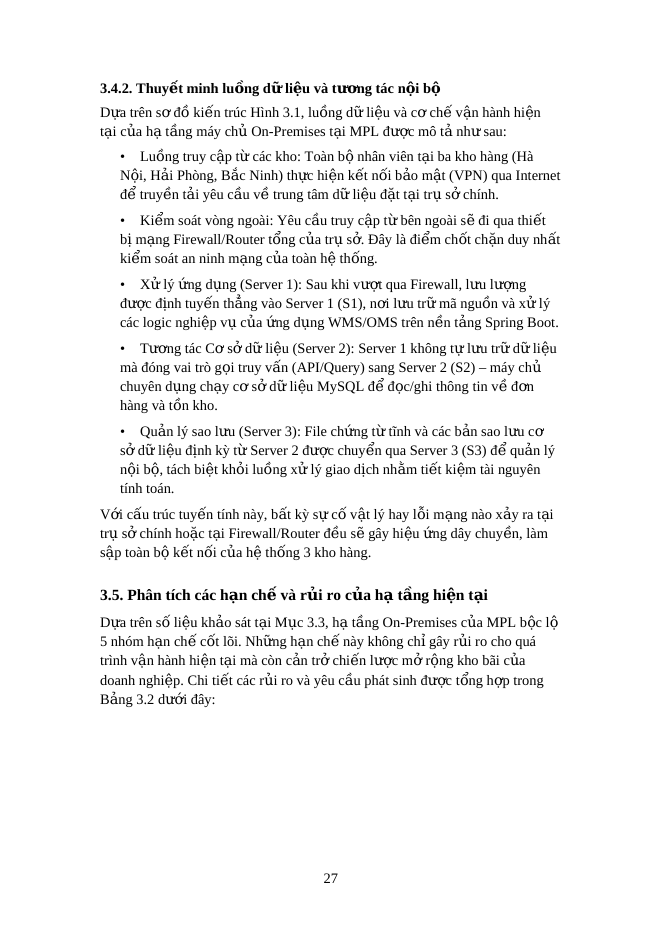 3.4.2. Thuyết minh luồng dữ liệu và tương tác nội bộ
Dựa trên sơ đồ kiến trúc Hình 3.1, luồng dữ liệu và cơ chế vận hành hiện
tại của hạ tầng máy chủ On-Premises tại MPL được mô tả như sau:
• Luồng truy cập từ các kho: Toàn bộ nhân viên tại ba kho hàng (Hà
Nội, Hải Phòng, Bắc Ninh) thực hiện kết nối bảo mật (VPN) qua Internet
để truyền tải yêu cầu về trung tâm dữ liệu đặt tại trụ sở chính.
• Kiểm soát vòng ngoài: Yêu cầu truy cập từ bên ngoài sẽ đi qua thiết
bị mạng Firewall/Router tổng của trụ sở. Đây là điểm chốt chặn duy nhất
kiểm soát an ninh mạng của toàn hệ thống.
• Xử lý ứng dụng (Server 1): Sau khi vượt qua Firewall, lưu lượng
được định tuyến thẳng vào Server 1 (S1), nơi lưu trữ mã nguồn và xử lý
các logic nghiệp vụ của ứng dụng WMS/OMS trên nền tảng Spring Boot.
• Tương tác Cơ sở dữ liệu (Server 2): Server 1 không tự lưu trữ dữ liệu
mà đóng vai trò gọi truy vấn (API/Query) sang Server 2 (S2) – máy chủ
chuyên dụng chạy cơ sở dữ liệu MySQL để đọc/ghi thông tin về đơn
hàng và tồn kho.
• Quản lý sao lưu (Server 3): File chứng từ tĩnh và các bản sao lưu cơ
sở dữ liệu định kỳ từ Server 2 được chuyển qua Server 3 (S3) để quản lý
nội bộ, tách biệt khỏi luồng xử lý giao dịch nhằm tiết kiệm tài nguyên
tính toán.
Với cấu trúc tuyến tính này, bất kỳ sự cố vật lý hay lỗi mạng nào xảy ra tại
trụ sở chính hoặc tại Firewall/Router đều sẽ gây hiệu ứng dây chuyền, làm
sập toàn bộ kết nối của hệ thống 3 kho hàng.
3.5. Phân tích các hạn chế và rủi ro của hạ tầng hiện tại
Dựa trên số liệu khảo sát tại Mục 3.3, hạ tầng On-Premises của MPL bộc lộ
5 nhóm hạn chế cốt lõi. Những hạn chế này không chỉ gây rủi ro cho quá
trình vận hành hiện tại mà còn cản trở chiến lược mở rộng kho bãi của
doanh nghiệp. Chi tiết các rủi ro và yêu cầu phát sinh được tổng hợp trong
Bảng 3.2 dưới đây:
27